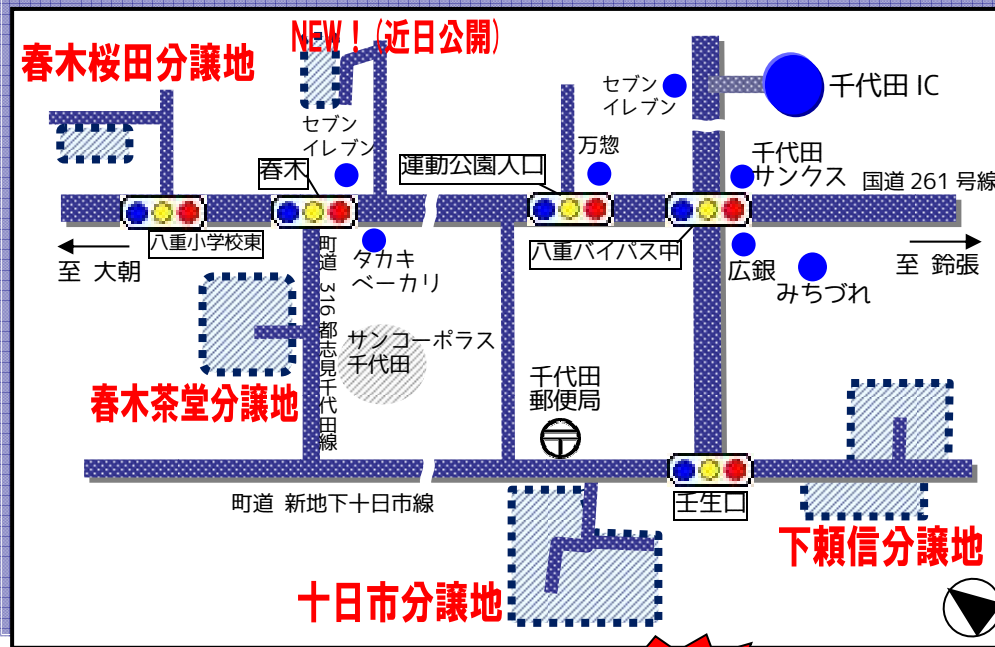 NEW！(近日公開)
春木桜田分譲地
セブン
イレブン
千代田 IC
セブン
イレブン
万惣
千代田
サンクス
国道 261 号線
春木
運動公園入口
八重小学校東
八重バイパス中
至 大朝
タカキ
ベーカリ
広銀
みちづれ
至 鈴張
町道 316 都志見千代田線
サンコーポラス
千代田
春木茶堂分譲地
千代田
郵便局
町道 新地下十日市線
壬生口
下頼信分譲地
十日市分譲地